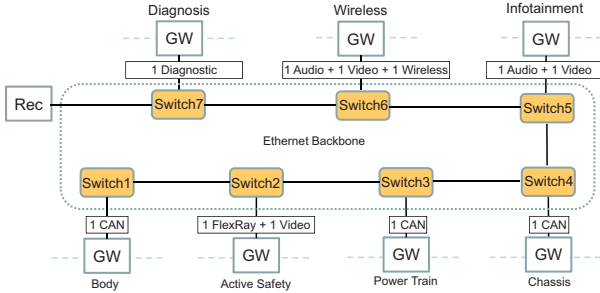 Diagnosis Wireless Infotainment
GW GW GW
1 Diagnostic 1 Audio + 1 Video + 1 Wireless 1 Audio + 1 Video
Rec Switch7 Switch6 Switch5
Ethernet Backbone
Switch1 Switch2 Switch3 Switch4
1 CAN 1 FlexRay + 1 Video 1 CAN 1 CAN
GW GW GW GW
Body Active Safety Power Train Chassis